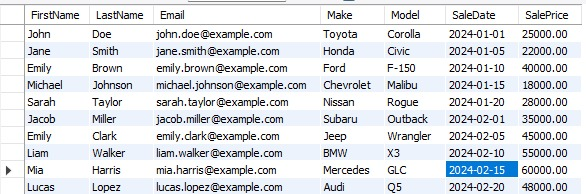 FirstName LastName Email Make Model SaleDate SalePrice
John Doe john.doe@example.com Toyota Corolla 2024-01-01 25000.00
Jane Smith jane.smith@example.com Honda Civic 2024-01-05 22000.00
Emily Brown emily.brown@example.com Ford F-150 2024-01-10 40000.00
Michael Johnson michael.johnson@example.com Chevrolet Malibu 2024-01-15 18000.00
Sarah Taylor sarah.taylor@example.com Nissan Rogue 2024-01-20 28000.00
Jacob Miller jacob.miller@example.com Subaru Outback 2024-02-01 35000.00
Emily Clark emily.clark@example.com Jeep Wrangler 2024-02-05 45000.00
Liam Walker liam.walker@example.com BMW X3 2024-02-10 55000.00
Mia Harris mia.harris@example.com Mercedes GLC 2024-02-15 60000.00
Lucas Lopez lucas.lopez@example.com Audi Q5 2024-02-20 48000.00